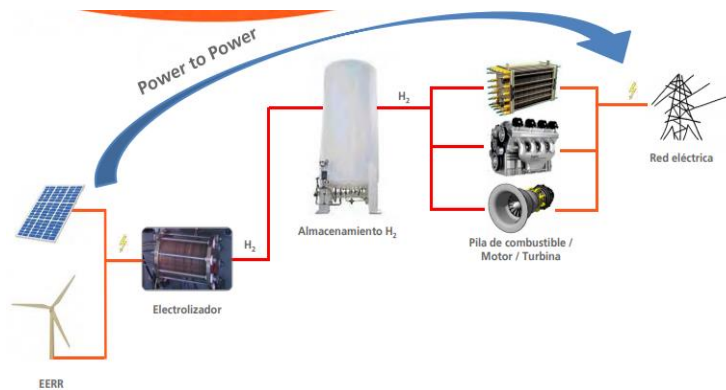 Power to Power
H₂
H₂
Red eléctrica
Almacenamiento H₂
Pila de combustible /
Motor / Turbina
Electrolizador
EERR